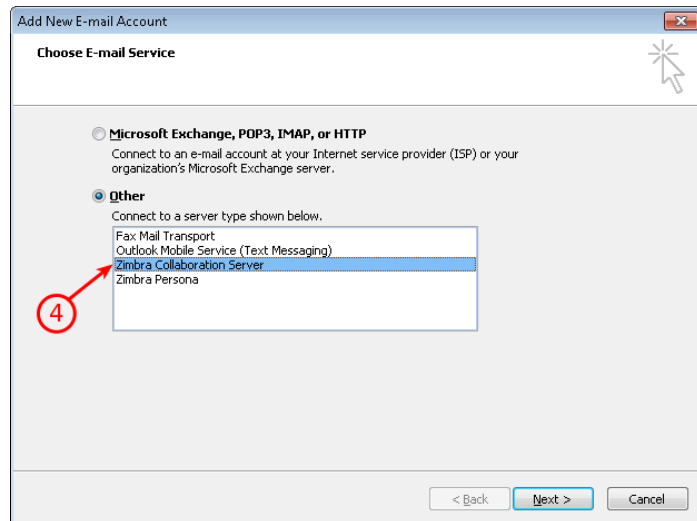 Add New E-mail Account
Choose E-mail Service
Microsoft Exchange, POP3, IMAP, or HTTP
Connect to an e-mail account at your Internet service provider (ISP) or your
organization's Microsoft Exchange server.
Other
Connect to a server type shown below.
Fax Mail Transport
Outlook Mobile Service (Text Messaging)
Zimbra Collaboration Server
Zimbra Persona
4
< Back Next > Cancel